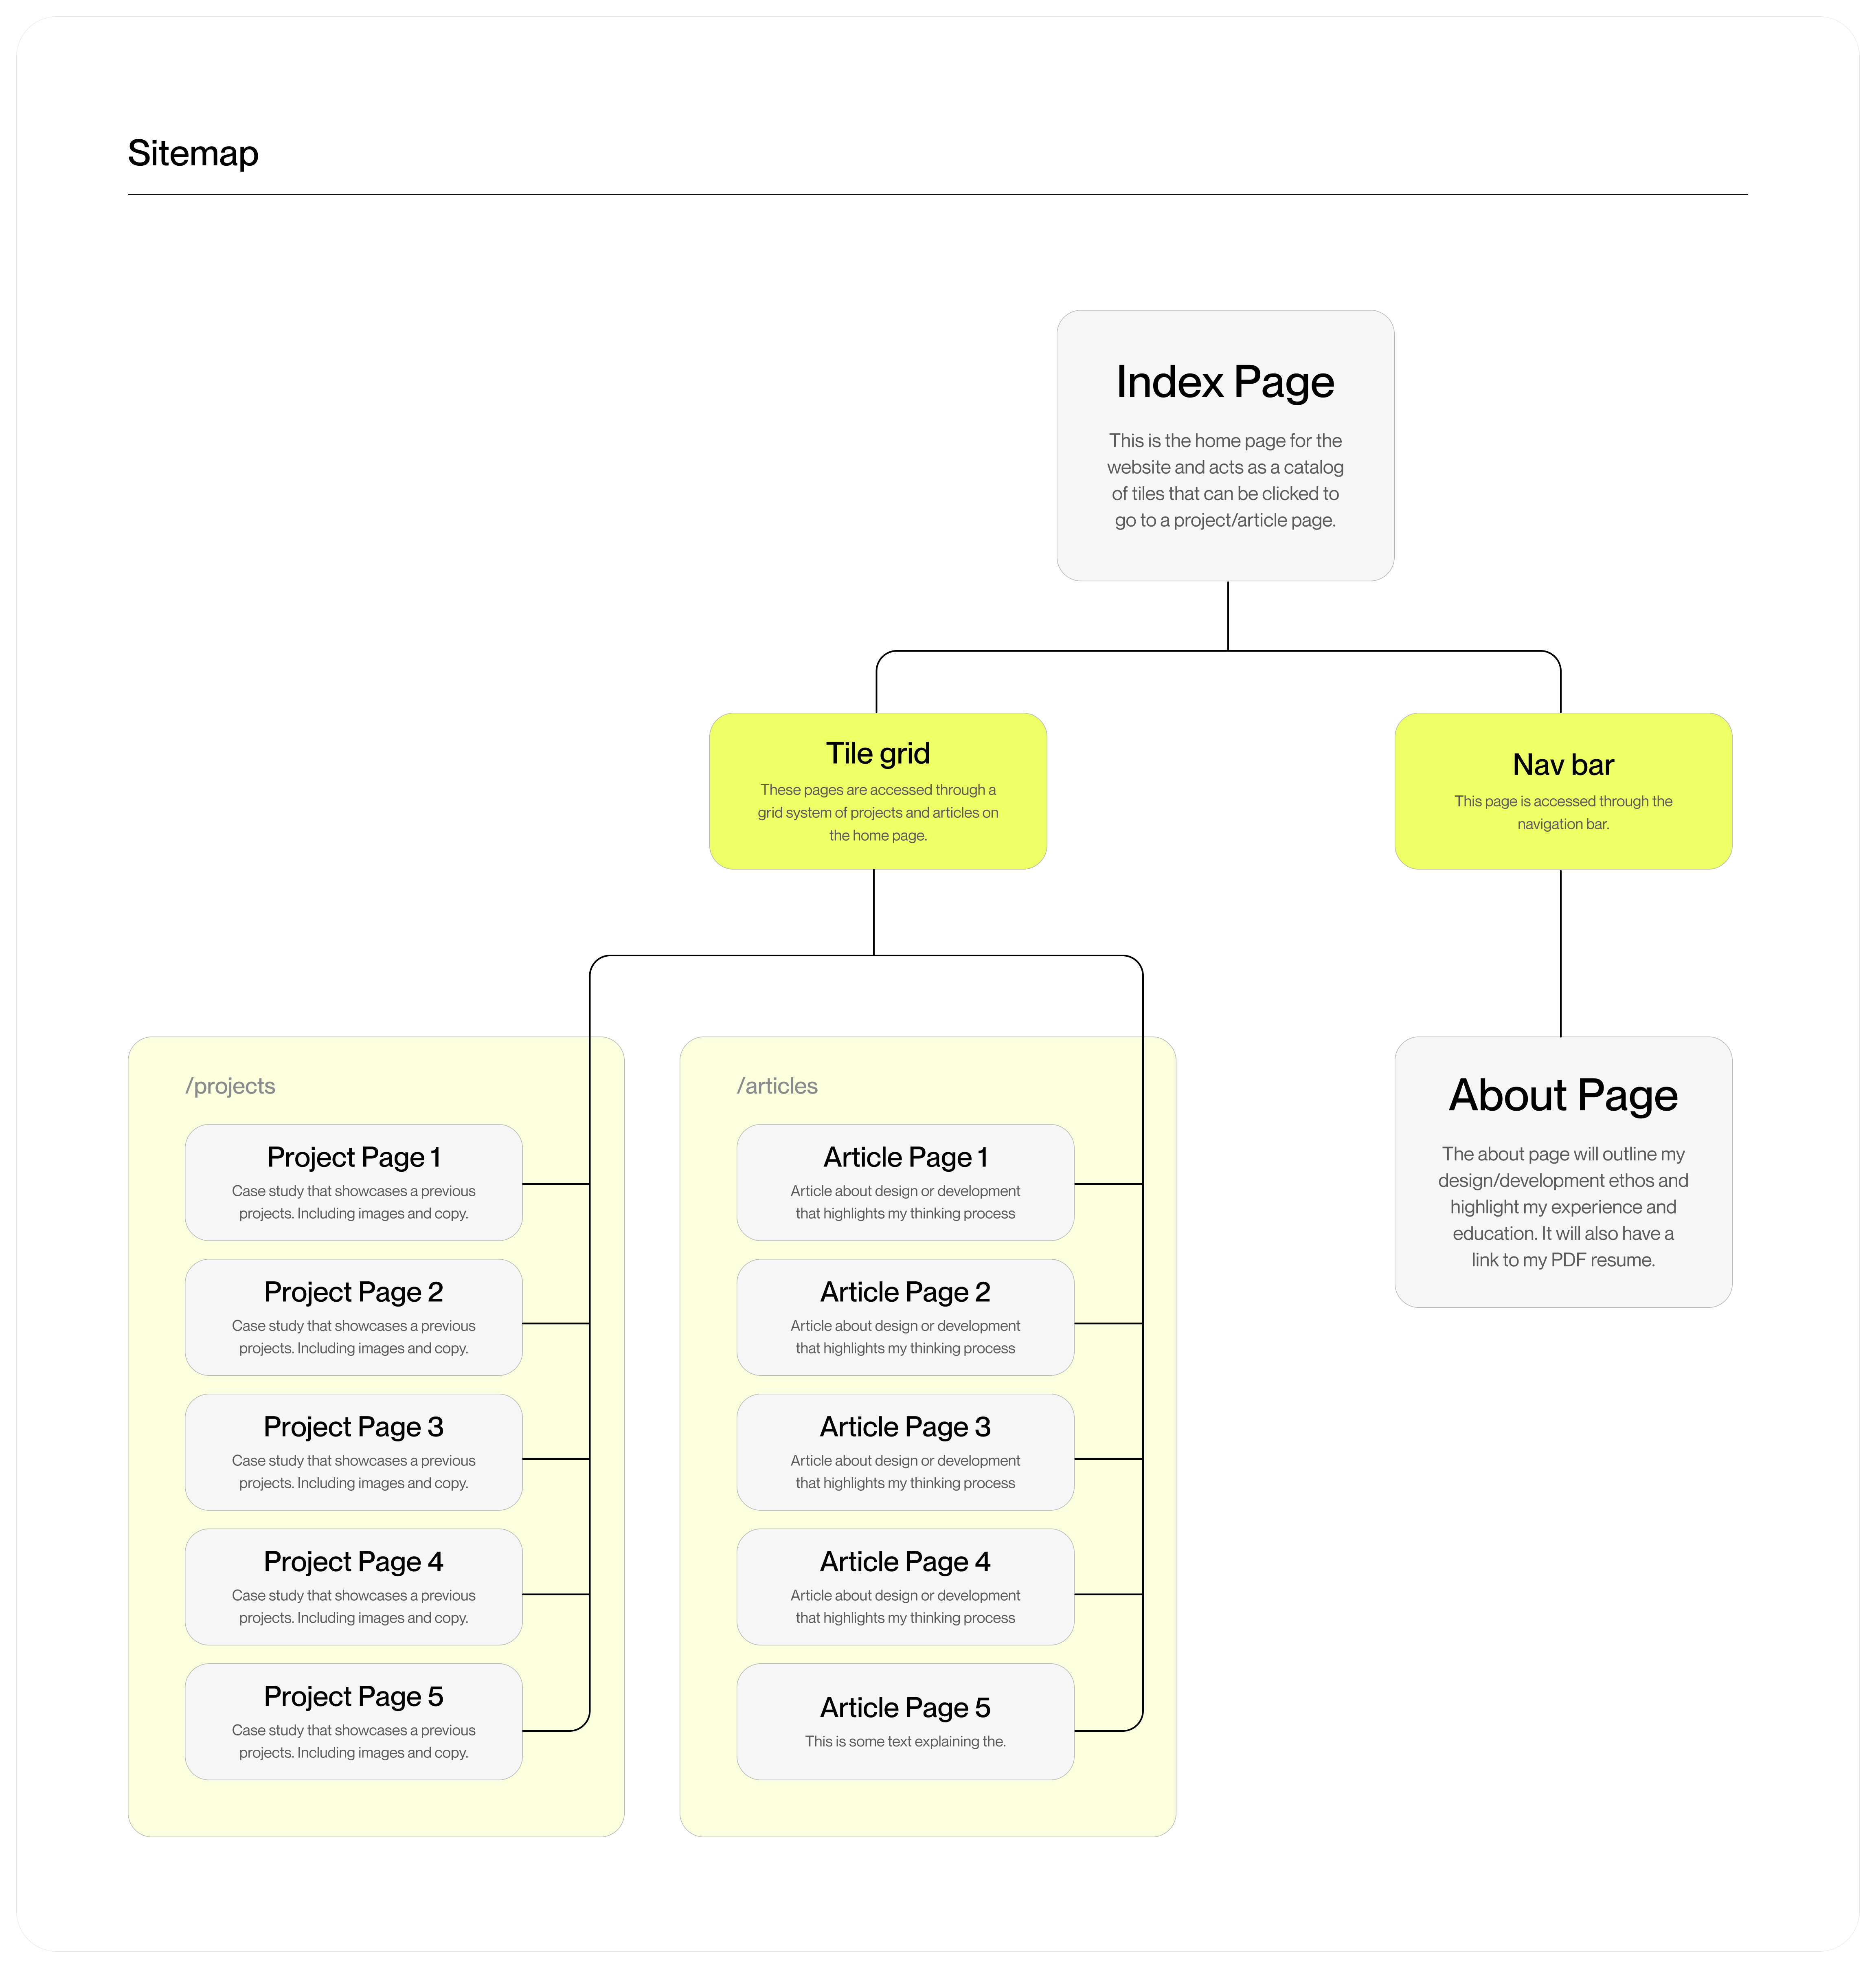 Sitemap
Index Page
This is the home page for the
website and acts as a catalog
of tiles that can be clicked to
go to a project/article page.
Tile grid
These pages are accessed through a
grid system of projects and articles on
the home page.
Nav bar
This page is accessed through the
navigation bar.
/projects
Project Page 1
Case study that showcases a previous
projects. Including images and copy.
Project Page 2
Case study that showcases a previous
projects. Including images and copy.
Project Page 3
Case study that showcases a previous
projects. Including images and copy.
Project Page 4
Case study that showcases a previous
projects. Including images and copy.
Project Page 5
Case study that showcases a previous
projects. Including images and copy.
/articles
Article Page 1
Article about design or development
that highlights my thinking process
Article Page 2
Article about design or development
that highlights my thinking process
Article Page 3
Article about design or development
that highlights my thinking process
Article Page 4
Article about design or development
that highlights my thinking process
Article Page 5
This is some text explaining the.
About Page
The about page will outline my
design/development ethos and
highlight my experience and
education. It will also have a
link to my PDF resume.